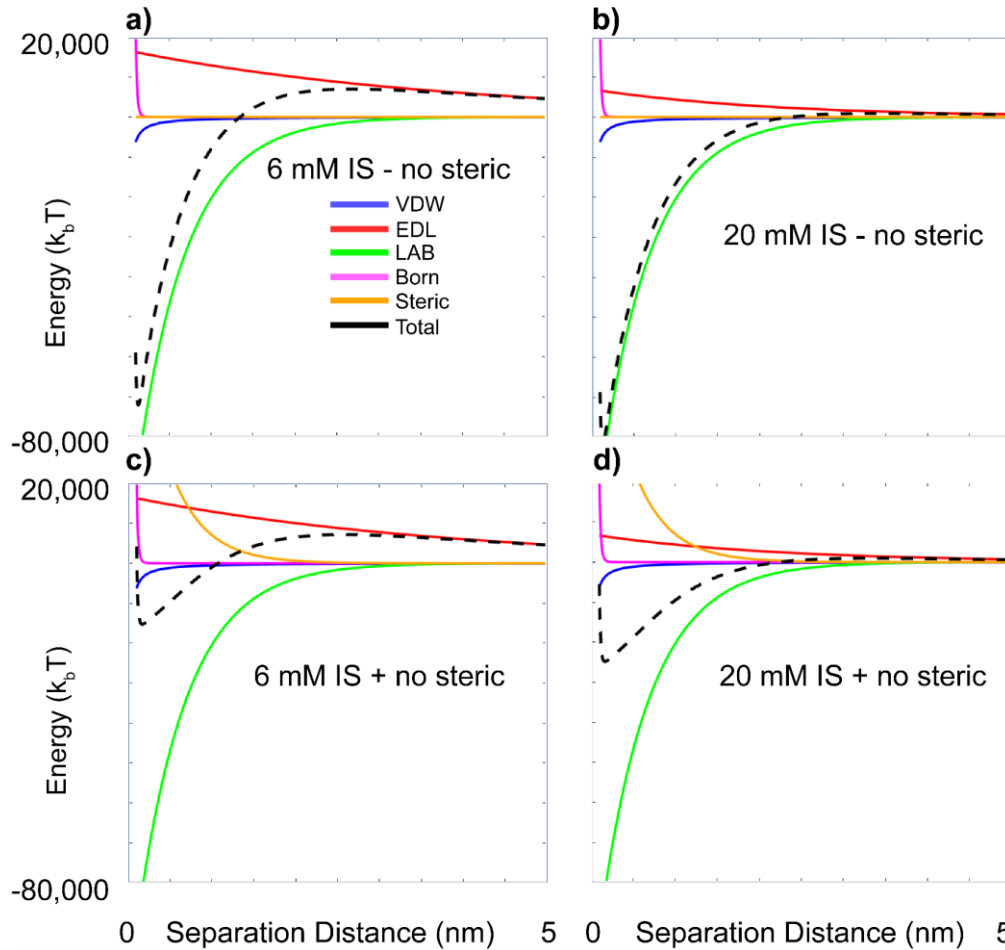 a)
b)
20,000
6 mM IS - no steric
VDW
EDL
LAB
Born
Steric
Total
20 mM IS - no steric
Energy (kbT)
-80,000
c)
d)
20,000
6 mM IS + no steric
20 mM IS + no steric
Energy (kbT)
-80,000
0 Separation Distance (nm) 5
0 Separation Distance (nm) 5